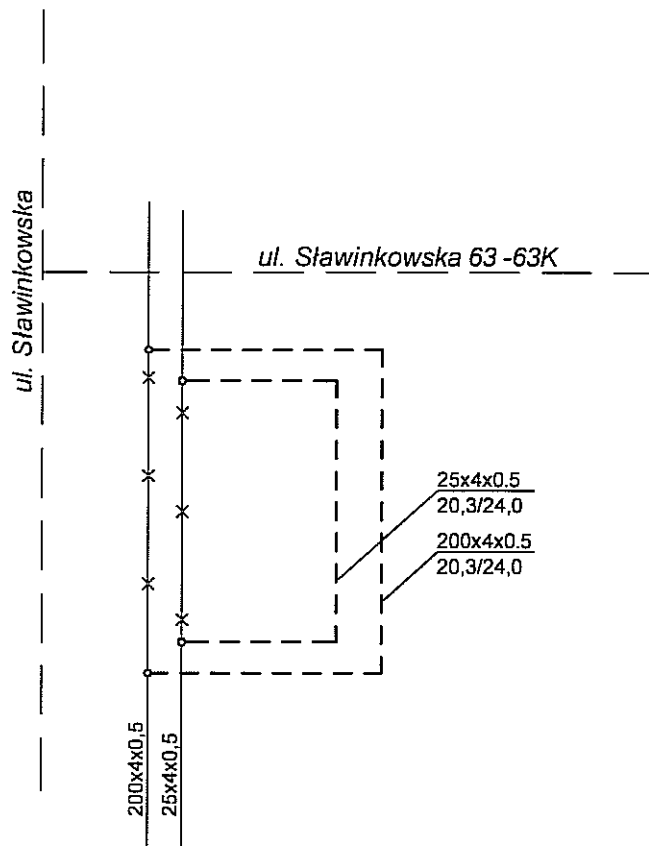 ul. Sławinkowska
ul. Sławinkowska 63 -63K
25x4x0.5
20,3/24,0
200x4x0.5
20,3/24,0
200x4x0,5
25x4x0,5